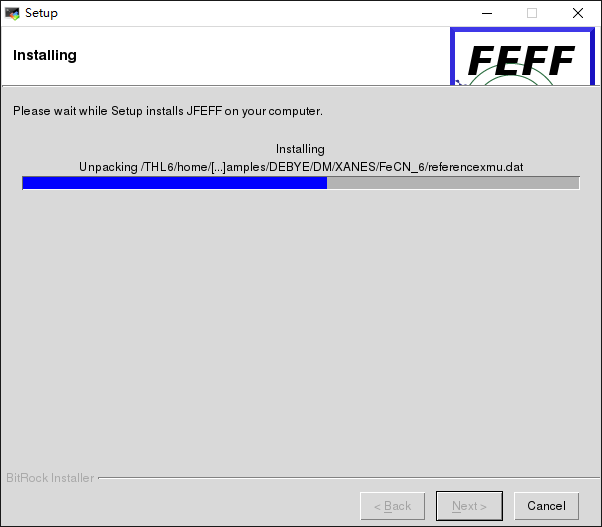 Setup
Installing
FEFF
Please wait while Setup installs JFEFF on your computer.
Installing
Unpacking /THL6/home/[...]amples/DEBYE/DM/XANES/FeCN_6/referencexmu.dat
BitRock Installer
< Back
Next >
Cancel